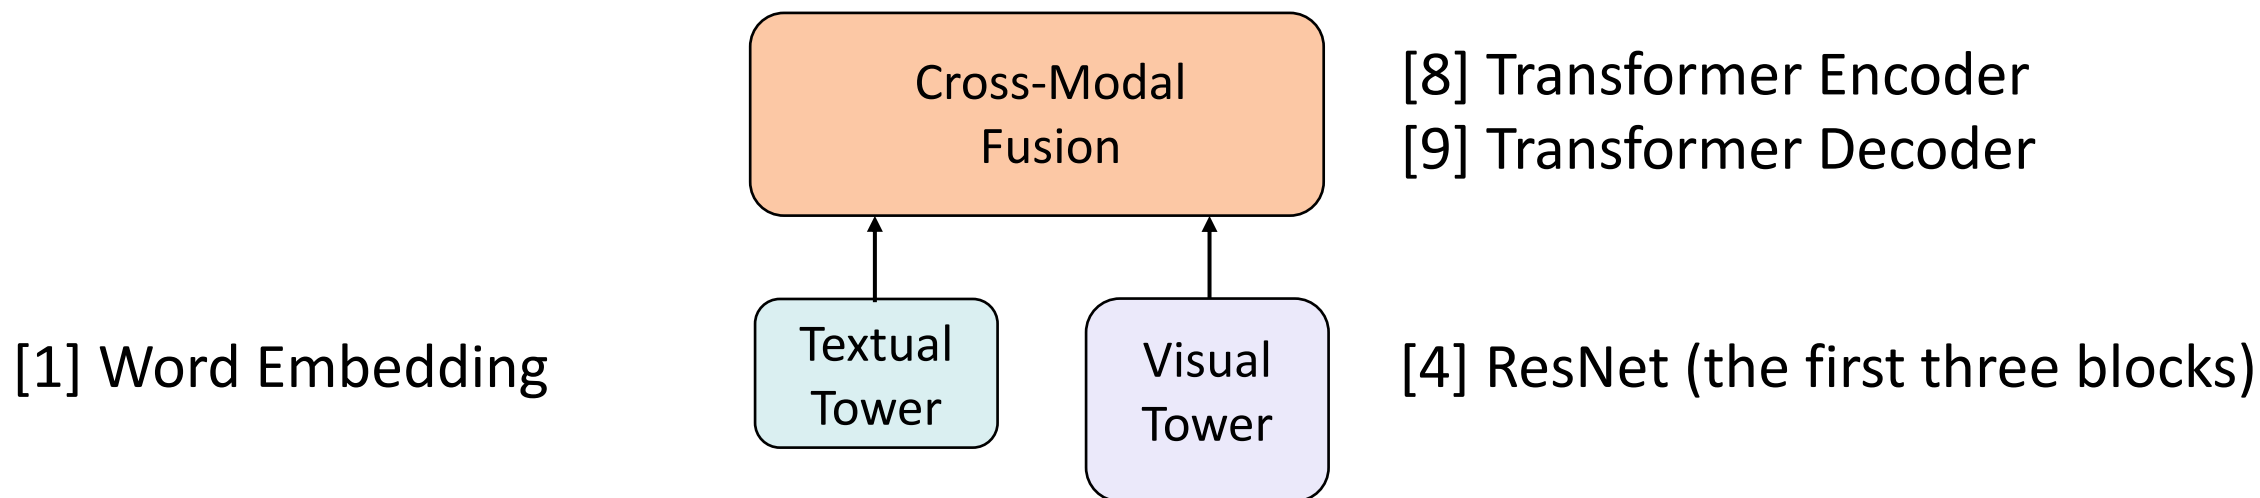 Cross-Modal
Fusion
[8] Transformer Encoder
[9] Transformer Decoder
[1] Word Embedding
Textual
Tower
Visual
Tower
[4] ResNet (the first three blocks)